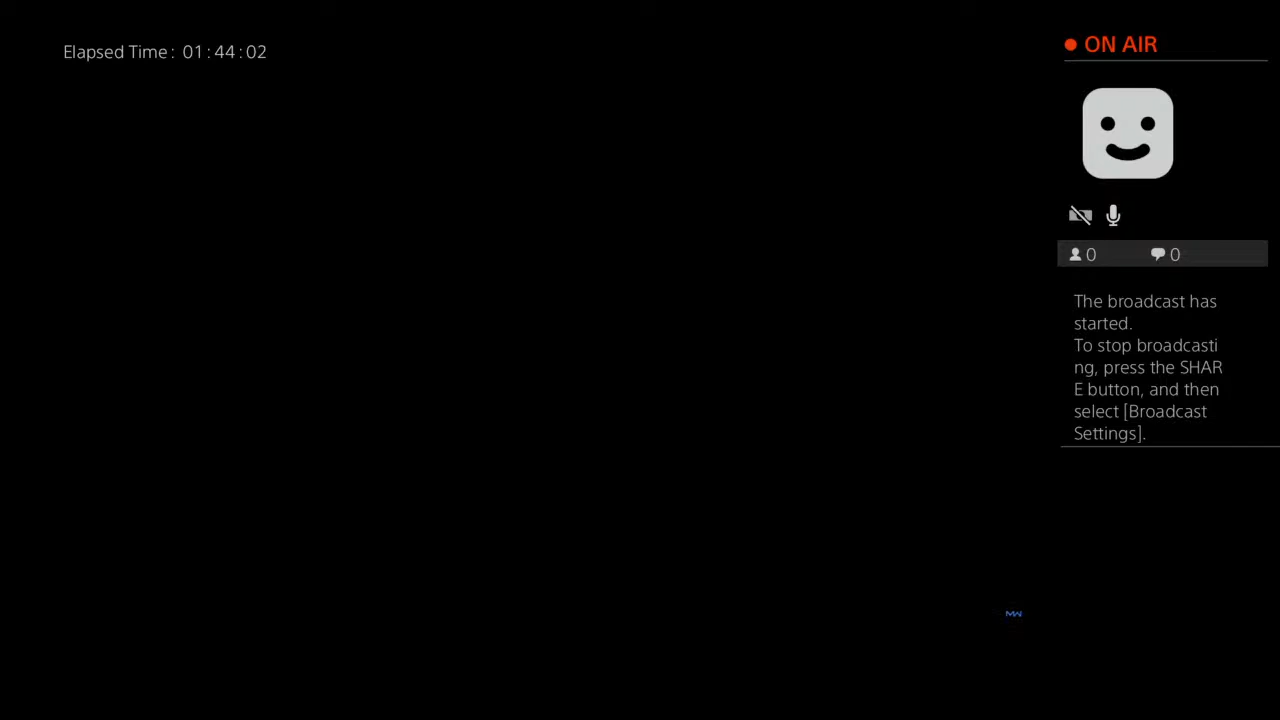 Elapsed Time: 01:44:02
ON AIR
0 0
The broadcast has
started.
To stop broadcasti
ng, press the SHAR
E button, and then
select [Broadcast
Settings].
MW